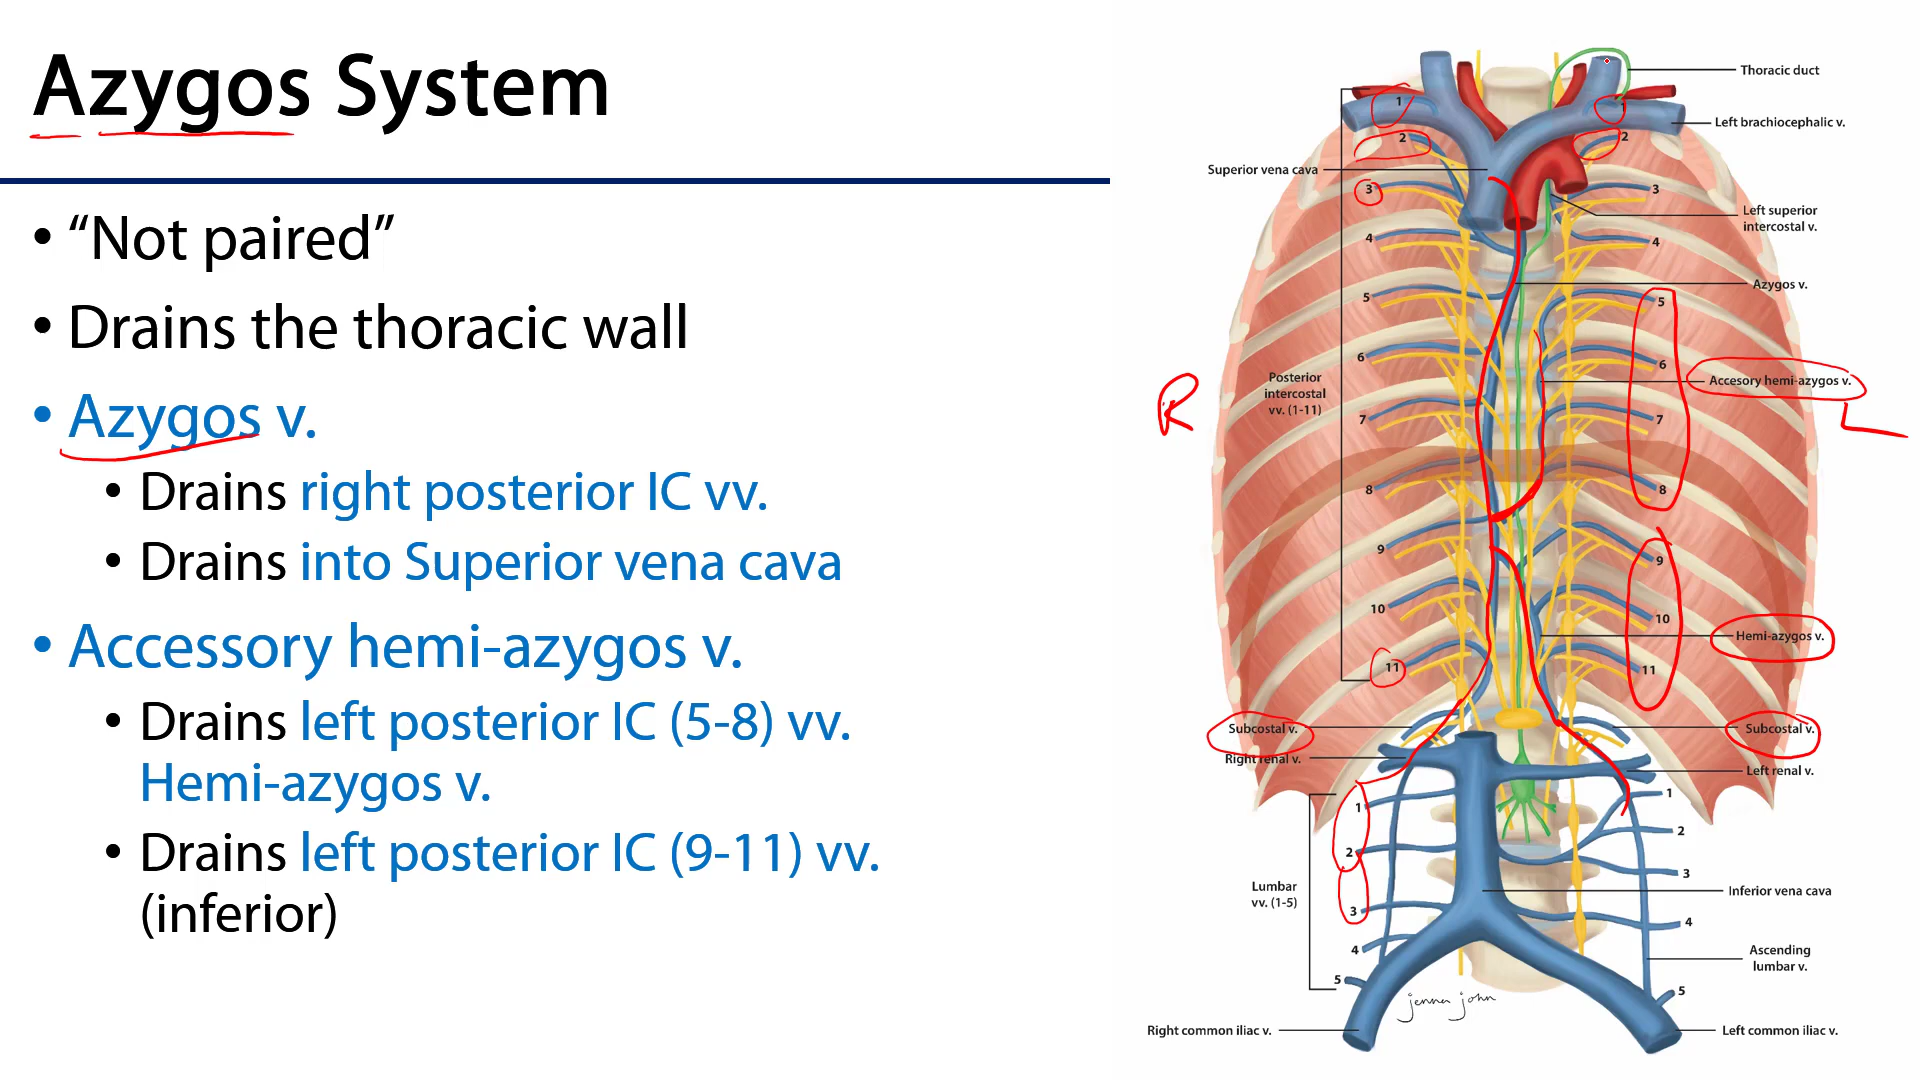 Azygos System
• “Not paired”
• Drains the thoracic wall
• Azygos v.
• Drains right posterior IC vv.
• Drains into Superior vena cava
• Accessory hemi-azygos v.
• Drains left posterior IC (5-8) vv.
Hemi-azygos v.
• Drains left posterior IC (9-11) vv.
(inferior)
Thoracic duct
Left brachiocephalic v.
Superior vena cava
Left superior
intercostal v.
Azygos v.
Posterior
intercostal
vv. (1-11)
Accesory hemi-azygos v.
Hemi-azygos v.
Subcostal v.
Subcostal v.
Right renal v.
Left renal v.
Lumbar
vv. (1-5)
Inferior vena cava
Ascending
lumbar v.
Right common iliac v.
Left common iliac v.
1
2
3
4
5
6
7
8
9
10
11
1
2
3
4
5
6
7
8
9
10
11
1
2
3
4
5
1
2
3
4
5
R
L
jenna john